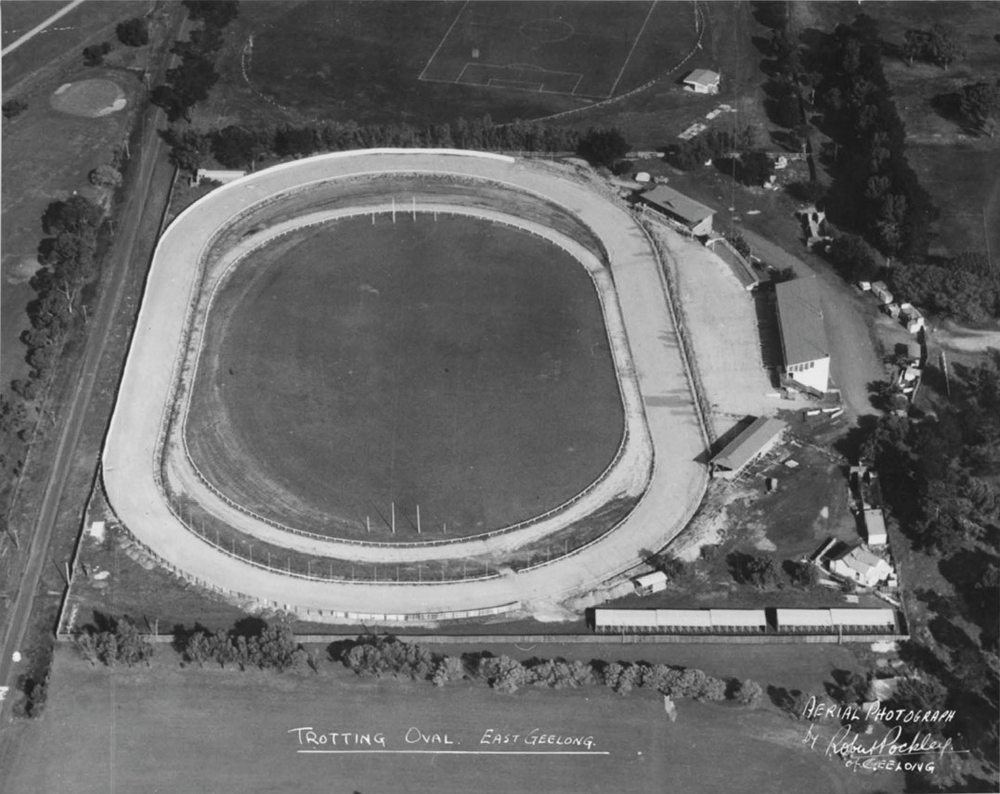 TROTTING OVAL. EAST GEELONG.
AERIAL PHOTOGRAPH
by Robert Pockley.
of GEELONG